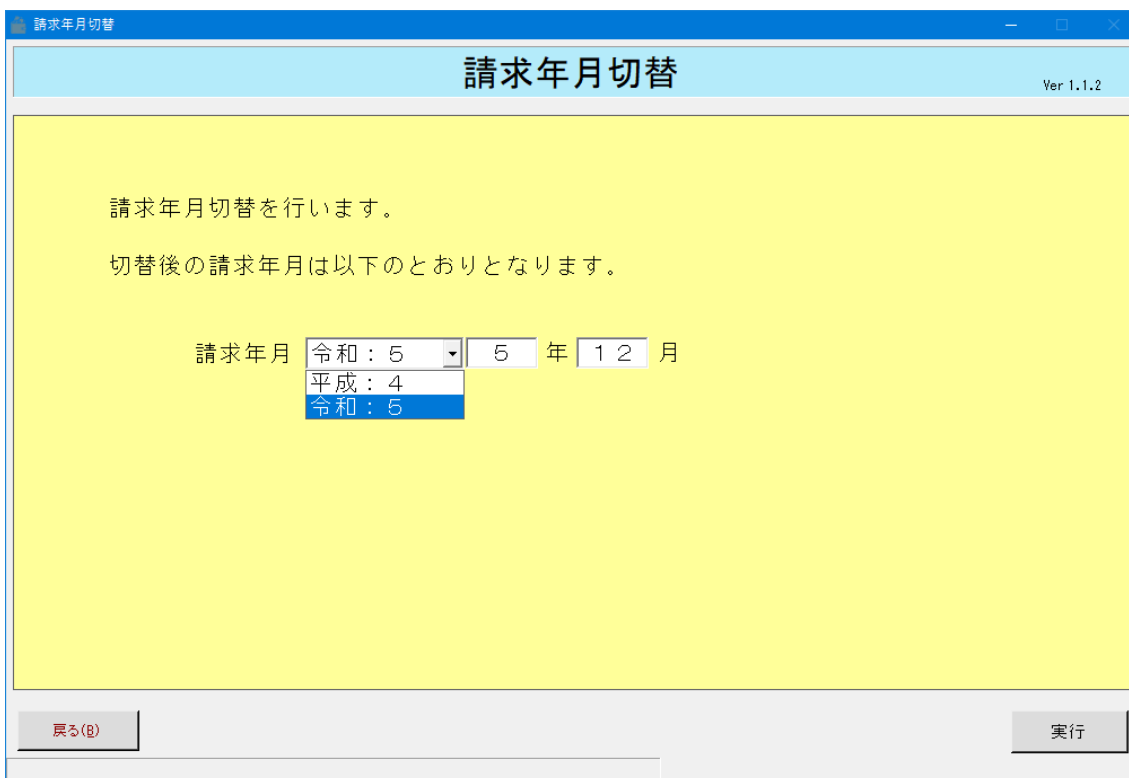 請求年月切替
請求年月切替
Ver 1.1.2
請求年月切替を行います。
切替後の請求年月は以下のとおりとなります。
請求年月 令和：５ ５ 年 １２ 月
平成：４
令和：５
戻る(B)
実行